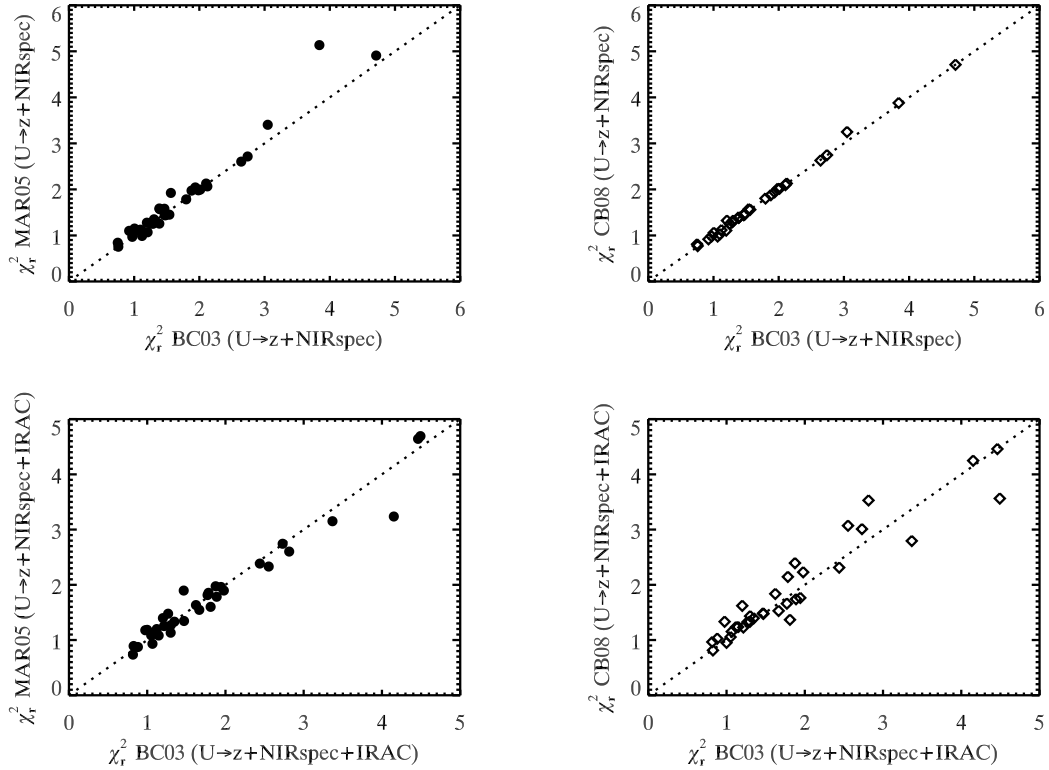 χ²ᵣ MAR05 (U→z+NIRspec)
6
5
4
3
2
1
0
0 1 2 3 4 5 6
χ²ᵣ BC03 (U→z+NIRspec)
χ²ᵣ CB08 (U→z+NIRspec)
6
5
4
3
2
1
0
0 1 2 3 4 5 6
χ²ᵣ BC03 (U→z+NIRspec)
χ²ᵣ MAR05 (U→z+NIRspec+IRAC)
5
4
3
2
1
0
0 1 2 3 4 5
χ²ᵣ BC03 (U→z+NIRspec+IRAC)
χ²ᵣ CB08 (U→z+NIRspec+IRAC)
5
4
3
2
1
0
0 1 2 3 4 5
χ²ᵣ BC03 (U→z+NIRspec+IRAC)